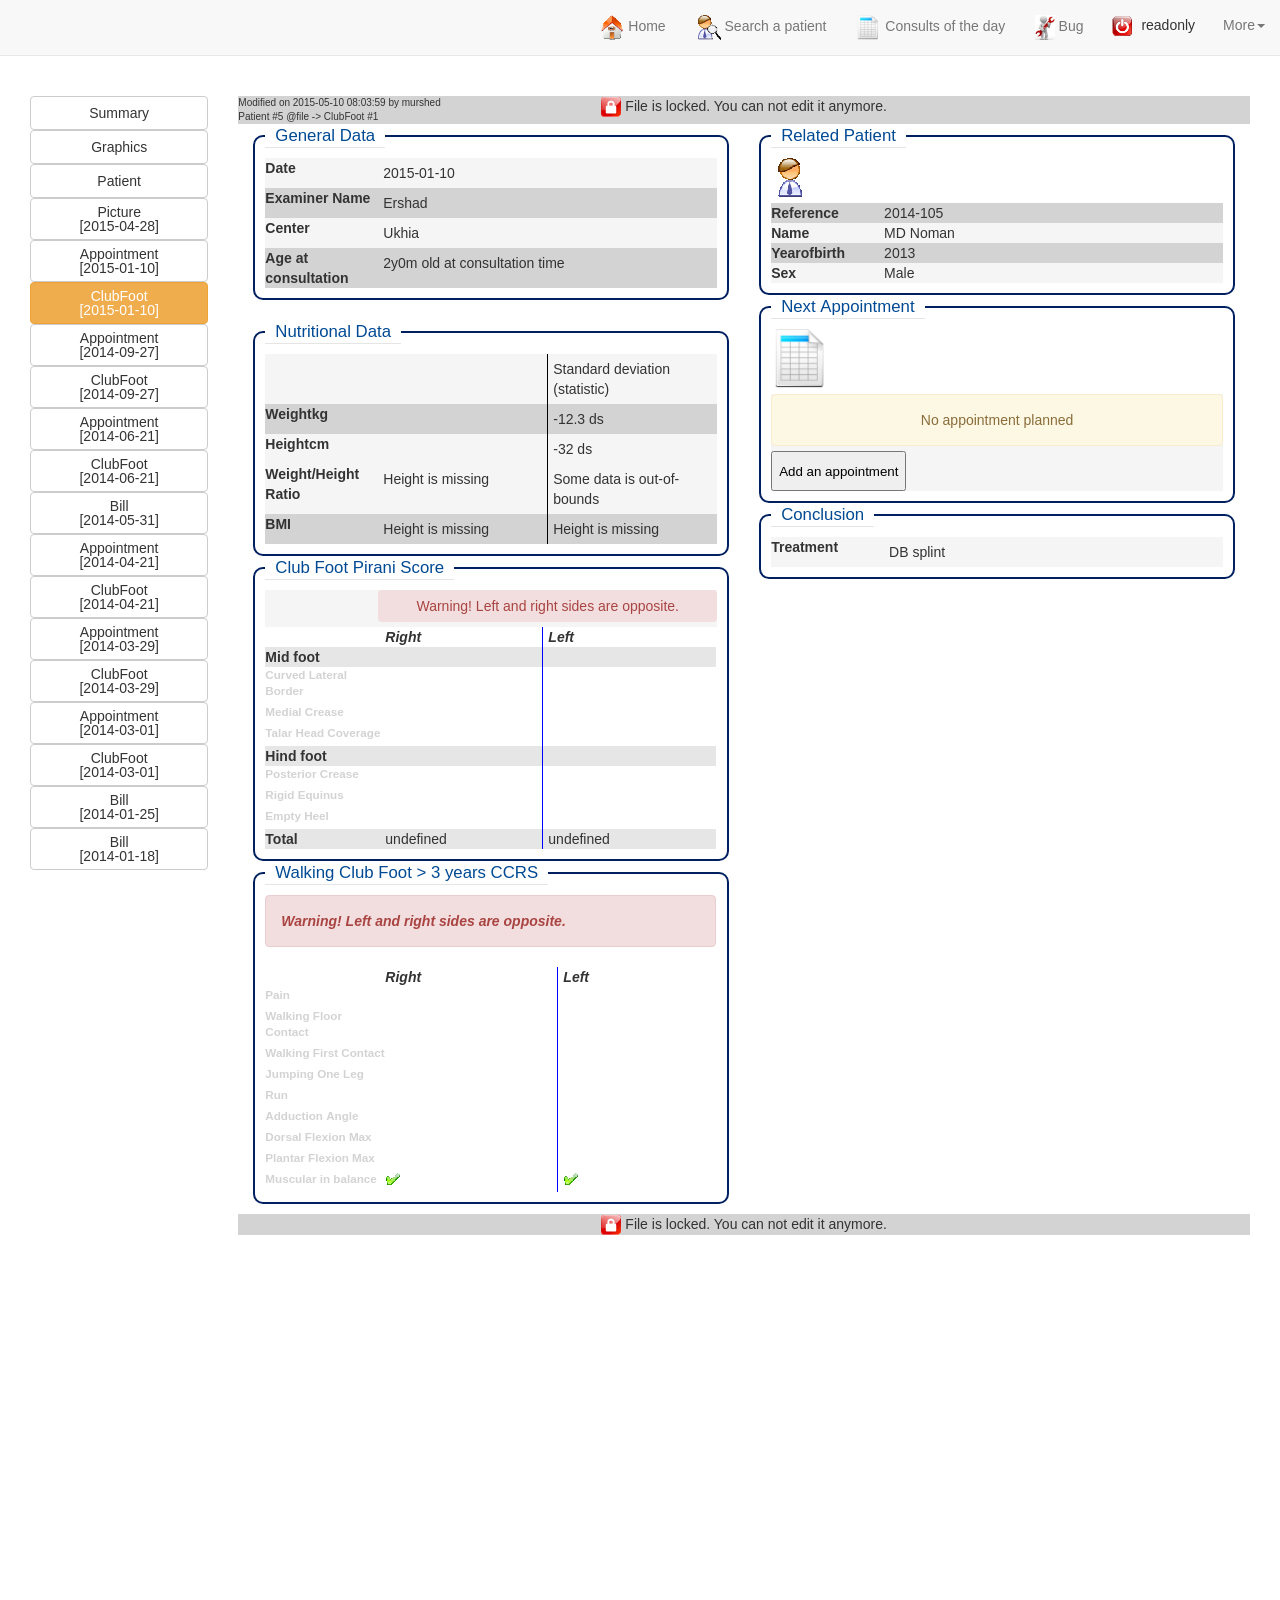 Home
Search a patient
Consults of the day
Bug
readonly
More
Summary
Graphics
Patient
Picture
[2015-04-28]
Appointment
[2015-01-10]
ClubFoot
[2015-01-10]
Appointment
[2014-09-27]
ClubFoot
[2014-09-27]
Appointment
[2014-06-21]
ClubFoot
[2014-06-21]
Bill
[2014-05-31]
Appointment
[2014-04-21]
ClubFoot
[2014-04-21]
Appointment
[2014-03-29]
ClubFoot
[2014-03-29]
Appointment
[2014-03-01]
ClubFoot
[2014-03-01]
Bill
[2014-01-25]
Bill
[2014-01-18]
Modified on 2015-05-10 08:03:59 by murshed
Patient #5 @file -> ClubFoot #1
File is locked. You can not edit it anymore.
General Data
Date 2015-01-10
Examiner Name Ershad
Center Ukhia
Age at
consultation
2y0m old at consultation time
Nutritional Data
Standard deviation
(statistic)
Weightkg -12.3 ds
Heightcm -32 ds
Weight/Height
Ratio
Height is missing
Some data is out-of-
bounds
BMI Height is missing Height is missing
Club Foot Pirani Score
Warning! Left and right sides are opposite.
Right Left
Mid foot
Curved Lateral
Border
Medial Crease
Talar Head Coverage
Hind foot
Posterior Crease
Rigid Equinus
Empty Heel
Total undefined undefined
Walking Club Foot > 3 years CCRS
Warning! Left and right sides are opposite.
Right Left
Pain
Walking Floor
Contact
Walking First Contact
Jumping One Leg
Run
Adduction Angle
Dorsal Flexion Max
Plantar Flexion Max
Muscular in balance
Related Patient
Reference 2014-105
Name MD Noman
Yearofbirth 2013
Sex Male
Next Appointment
No appointment planned
Add an appointment
Conclusion
Treatment DB splint
File is locked. You can not edit it anymore.